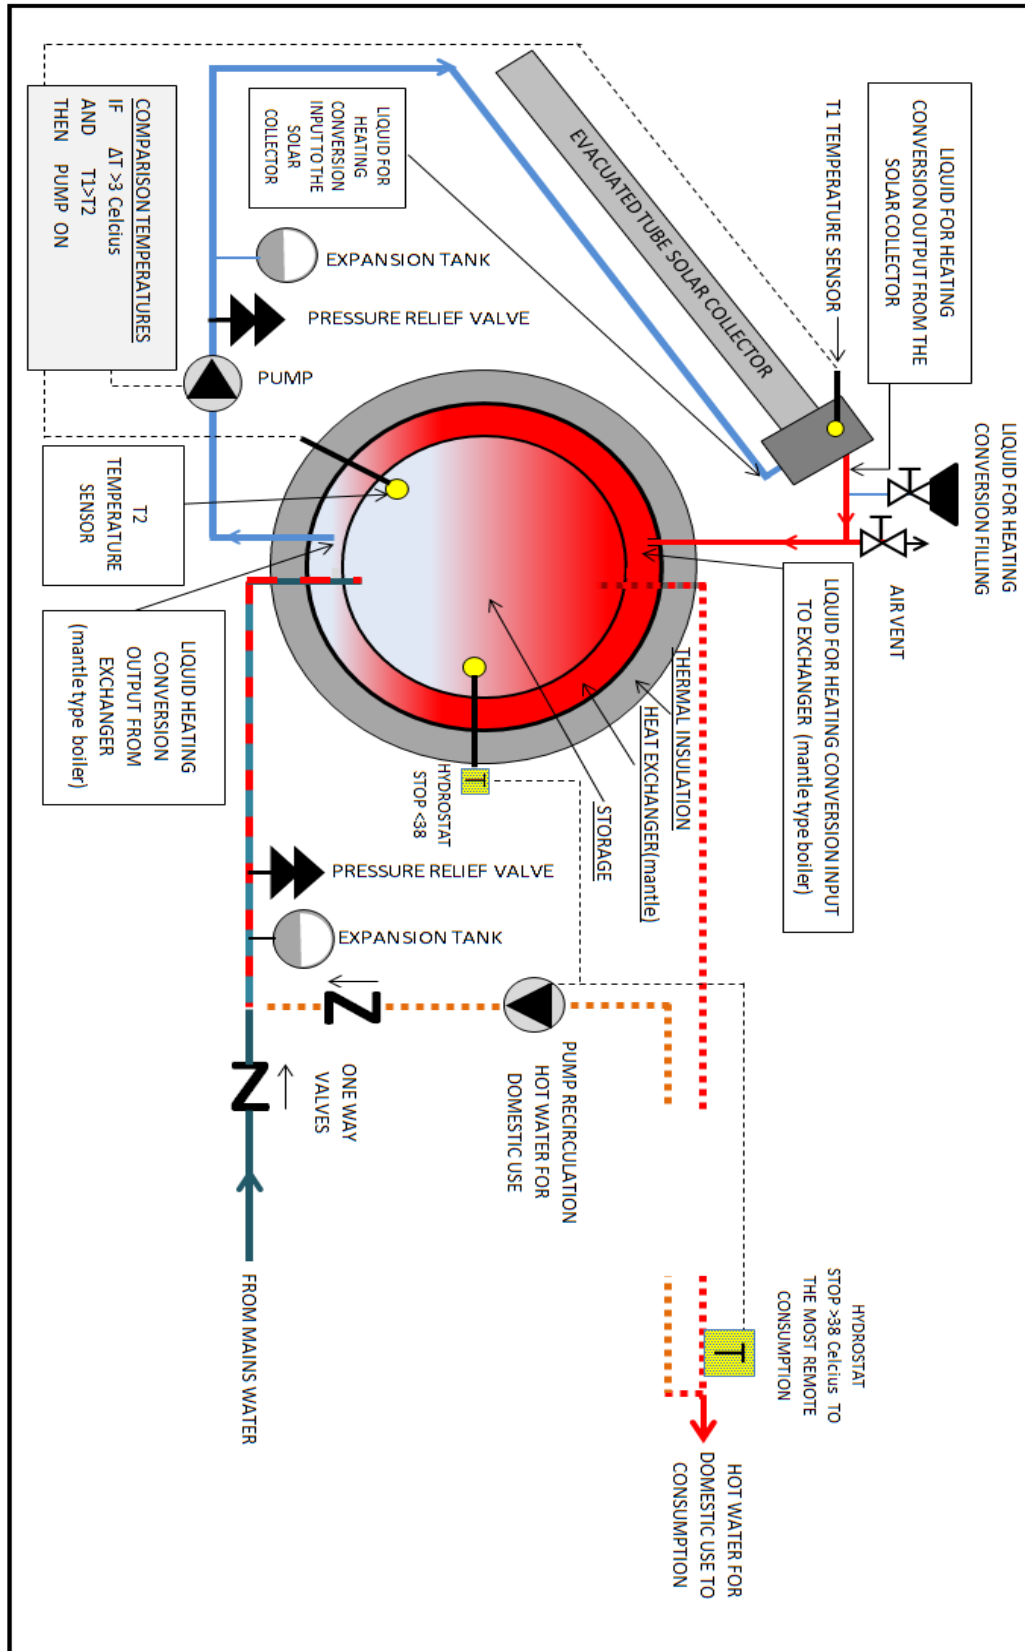 LIQUID FOR HEATING
CONVERSION OUTPUT FROM THE
SOLAR COLLECTOR
T1 TEMPERATURE SENSOR
LIQUID FOR HEATING
CONVERSION FILLING
AIR VENT
EVACUATED TUBE SOLAR COLLECTOR
LIQUID FOR
HEATING
CONVERSION
INPUT TO THE
SOLAR
COLLECTOR
COMPARISON TEMPERATURES
IF ΔT >3 Celcius
AND T1>T2
THEN PUMP ON
EXPANSION TANK
PRESSURE RELIEF VALVE
PUMP
T2
TEMPERATURE
SENSOR
LIQUID FOR HEATING CONVERSION INPUT
TO EXCHANGER (mantle type boiler)
THERMAL INSULATION
HEAT EXCHANGER(mantle)
STORAGE
HYDROSTAT
STOP <38
T
LIQUID HEATING
CONVERSION
OUTPUT FROM
EXCHANGER
(mantle type boiler)
PRESSURE RELIEF VALVE
EXPANSION TANK
PUMP RECIRCULATION
HOT WATER FOR
DOMESTIC USE
ONE WAY
VALVES
FROM MAINS WATER
HYDROSTAT
STOP >38 Celcius TO
THE MOST REMOTE
CONSUMPTION
T
HOT WATER FOR
DOMESTIC USE TO
CONSUMPTION